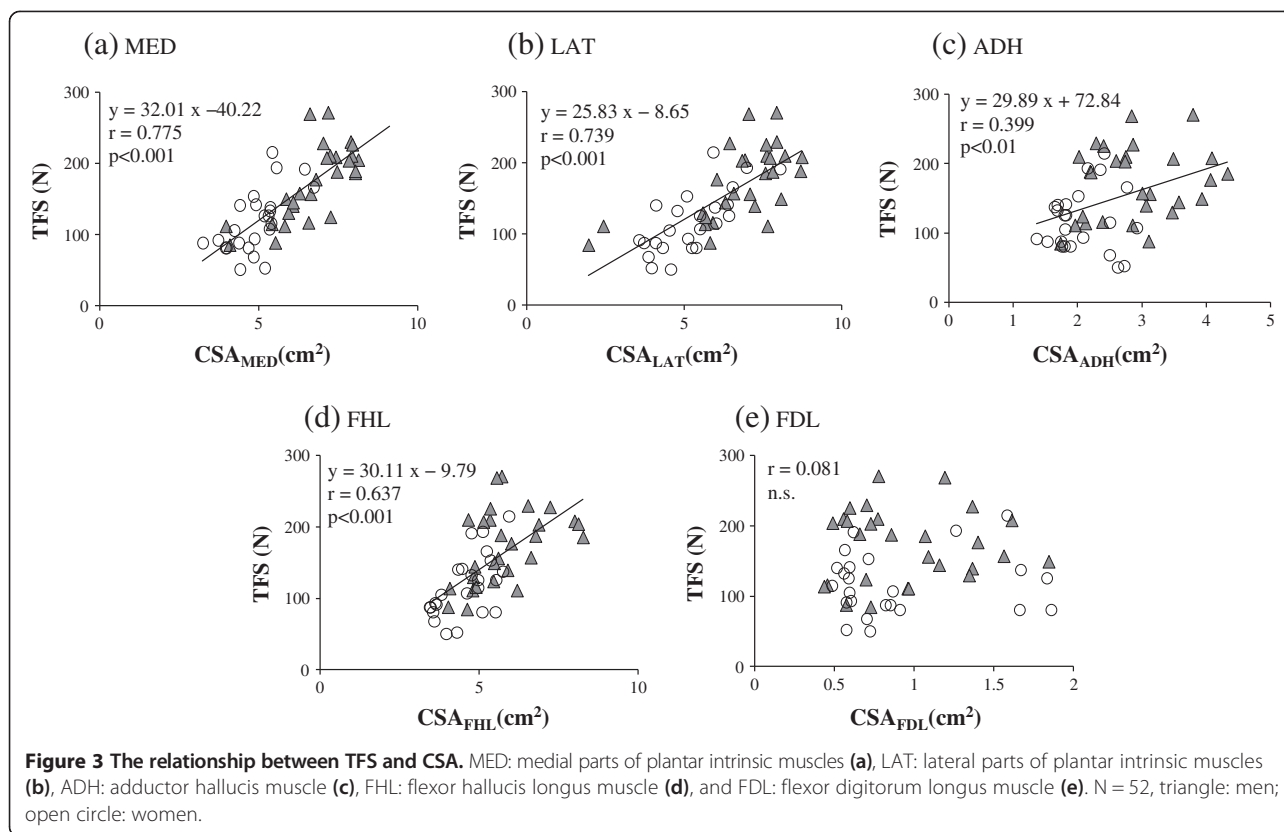 (a) MED
300
200
100
0
TFS (N)
y = 32.01 x −40.22
r = 0.775
p<0.001
0
5
10
CSA_MED(cm²)
(b) LAT
300
200
100
0
TFS (N)
y = 25.83 x − 8.65
r = 0.739
p<0.001
0
5
10
CSA_LAT(cm²)
(c) ADH
300
200
100
0
TFS (N)
y = 29.89 x + 72.84
r = 0.399
p<0.01
0
1
2
3
4
5
CSA_ADH(cm²)
(d) FHL
300
200
100
0
TFS (N)
y = 30.11 x − 9.79
r = 0.637
p<0.001
0
5
10
CSA_FHL(cm²)
(e) FDL
300
200
100
0
TFS (N)
r = 0.081
n.s.
0
0.5
1
1.5
2
CSA_FDL(cm²)
Figure 3 The relationship between TFS and CSA. MED: medial parts of plantar intrinsic muscles (a), LAT: lateral parts of plantar intrinsic muscles
(b), ADH: adductor hallucis muscle (c), FHL: flexor hallucis longus muscle (d), and FDL: flexor digitorum longus muscle (e). N = 52, triangle: men;
open circle: women.